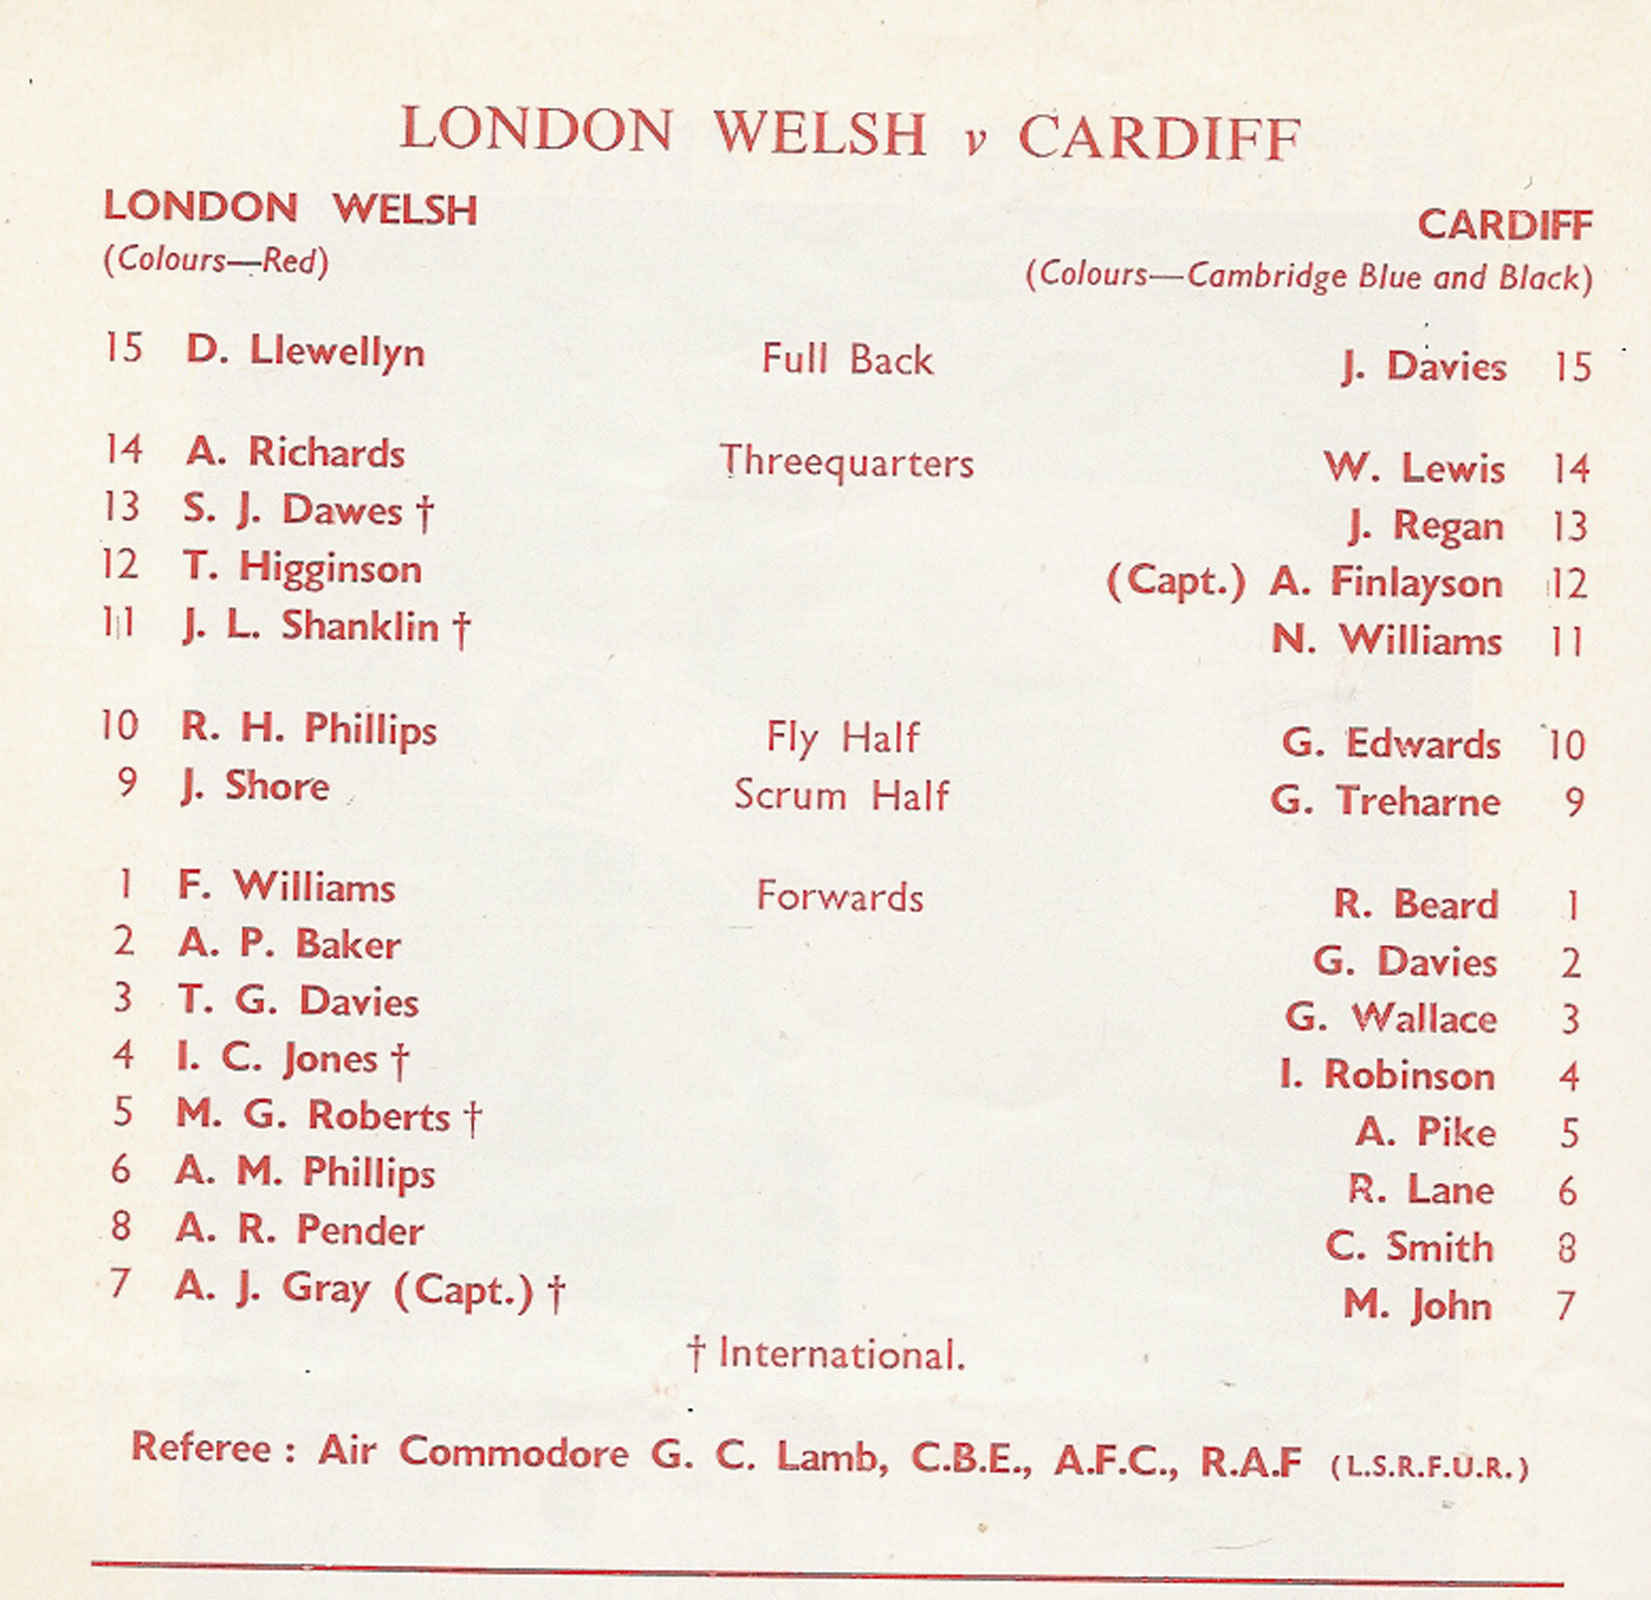 LONDON WELSH v CARDIFF
LONDON WELSH CARDIFF
(Colours—Red) (Colours—Cambridge Blue and Black)
15 D. Llewellyn Full Back J. Davies 15
14 A. Richards Threequarters W. Lewis 14
13 S. J. Dawes † J. Regan 13
12 T. Higginson (Capt.) A. Finlayson 12
11 J. L. Shanklin † N. Williams 11
10 R. H. Phillips Fly Half G. Edwards 10
9 J. Shore Scrum Half G. Treharne 9
1 F. Williams Forwards R. Beard 1
2 A. P. Baker G. Davies 2
3 T. G. Davies G. Wallace 3
4 I. C. Jones † I. Robinson 4
5 M. G. Roberts † A. Pike 5
6 A. M. Phillips R. Lane 6
8 A. R. Pender C. Smith 8
7 A. J. Gray (Capt.) † M. John 7
† International.
Referee : Air Commodore G. C. Lamb, C.B.E., A.F.C., R.A.F (L.S.R.F.U.R.)